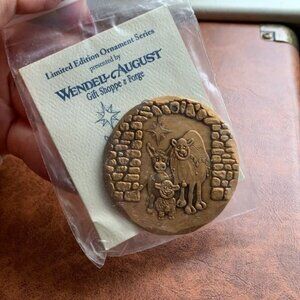 Limited Edition Ornament Series
presented by
WENDELL AUGUST
Gift Shoppe & Forge